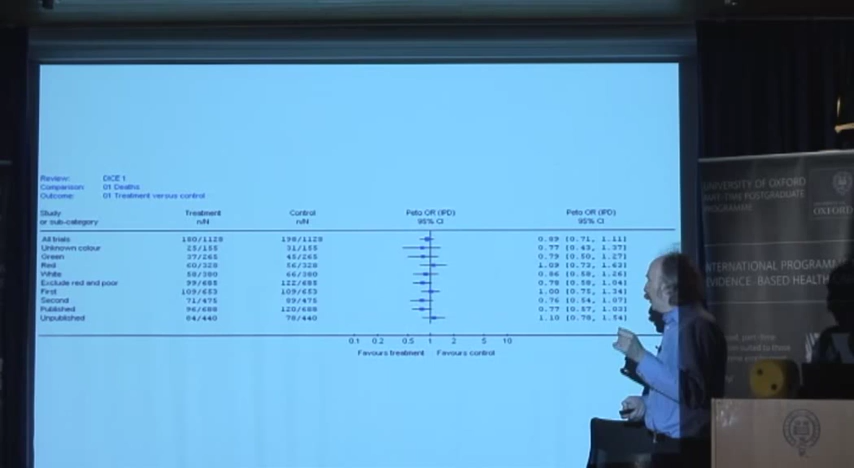 Review: DICE 1
Comparison: 01 Deaths
Outcome: 01 Treatment versus control
Study Treatment Control Peto OR (IPD) Peto OR (IPD)
or sub-category n/N n/N 95% CI 95% CI
All trials 180/1128 198/1128 0.89 [0.71, 1.11]
Unknown colour 25/155 31/155 0.77 [0.43, 1.37]
Green 37/265 45/265 0.79 [0.50, 1.27]
Red 60/328 56/328 1.09 [0.73, 1.63]
White 58/380 66/380 0.86 [0.58, 1.26]
Exclude red and poor 99/685 122/685 0.78 [0.58, 1.04]
First 109/653 109/653 1.00 [0.75, 1.34]
Second 71/475 89/475 0.76 [0.54, 1.07]
Published 96/688 120/688 0.77 [0.57, 1.03]
Unpublished 84/440 78/440 1.10 [0.78, 1.54]
0.1 0.2 0.5 1 2 5 10
Favours treatment Favours control
UNIVERSITY OF OXFORD
PART-TIME POSTGRADUATE
PROGRAMME
OXFORD
INTERNATIONAL PROGRAMM
EVIDENCE-BASED HEALTH